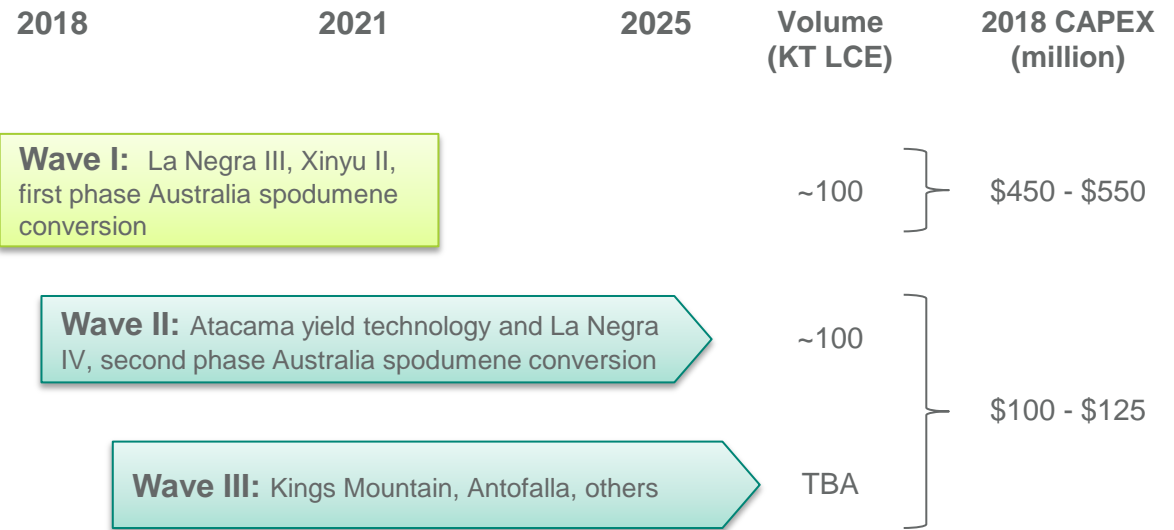 2018 2021 2025 Volume 2018 CAPEX
(KT LCE) (million)
Wave I: La Negra III, Xinyu II,
first phase Australia spodumene
conversion
~100 $450 - $550
Wave II: Atacama yield technology and La Negra
IV, second phase Australia spodumene conversion
~100
$100 - $125
Wave III: Kings Mountain, Antofalla, others TBA